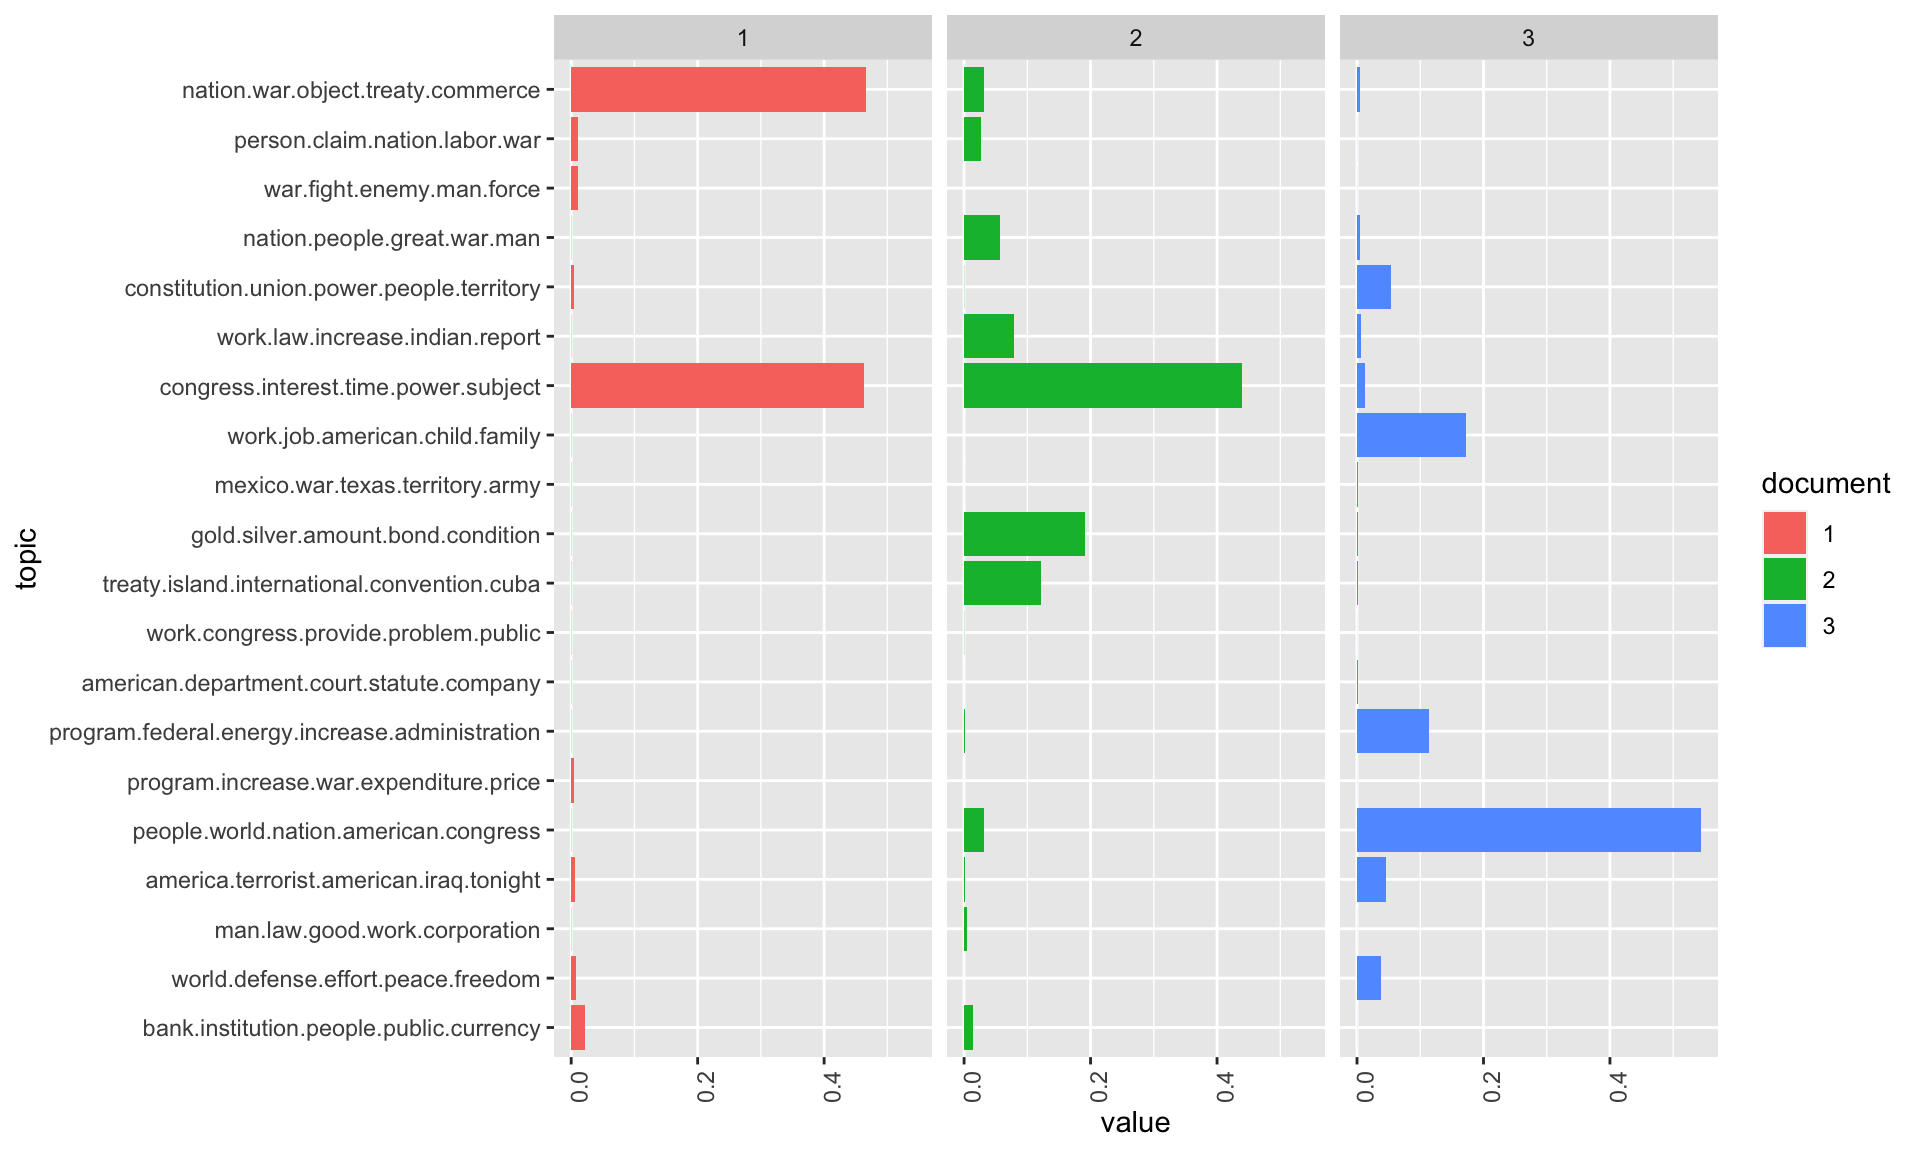 1
2
3
nation.war.object.treaty.commerce
person.claim.nation.labor.war
war.fight.enemy.man.force
nation.people.great.war.man
constitution.union.power.people.territory
work.law.increase.indian.report
congress.interest.time.power.subject
work.job.american.child.family
mexico.war.texas.territory.army
gold.silver.amount.bond.condition
treaty.island.international.convention.cuba
work.congress.provide.problem.public
american.department.court.statute.company
program.federal.energy.increase.administration
program.increase.war.expenditure.price
people.world.nation.american.congress
america.terrorist.american.iraq.tonight
man.law.good.work.corporation
world.defense.effort.peace.freedom
bank.institution.people.public.currency
topic
0.0
0.2
0.4
0.0
0.2
0.4
0.0
0.2
0.4
value
document
1
2
3